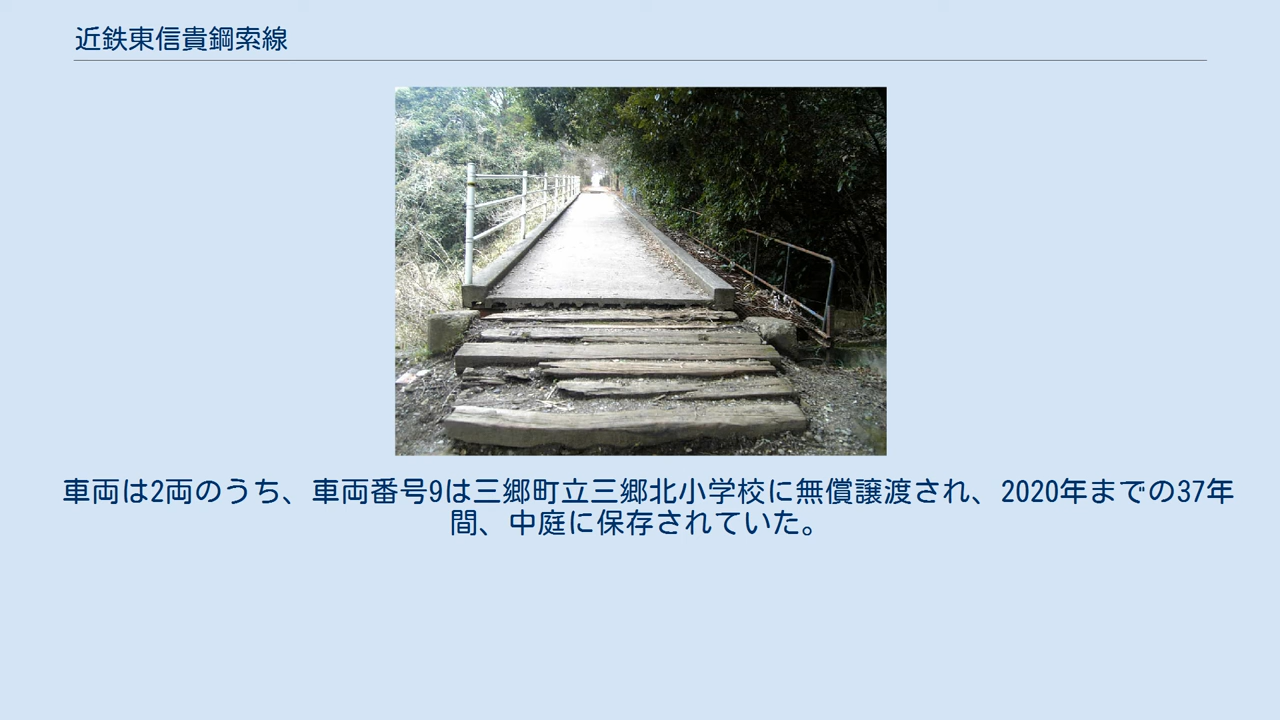 近鉄東信貴鋼索線
車両は2両のうち、車両番号9は三郷町立三郷北小学校に無償譲渡され、2020年までの37年
間、中庭に保存されていた。